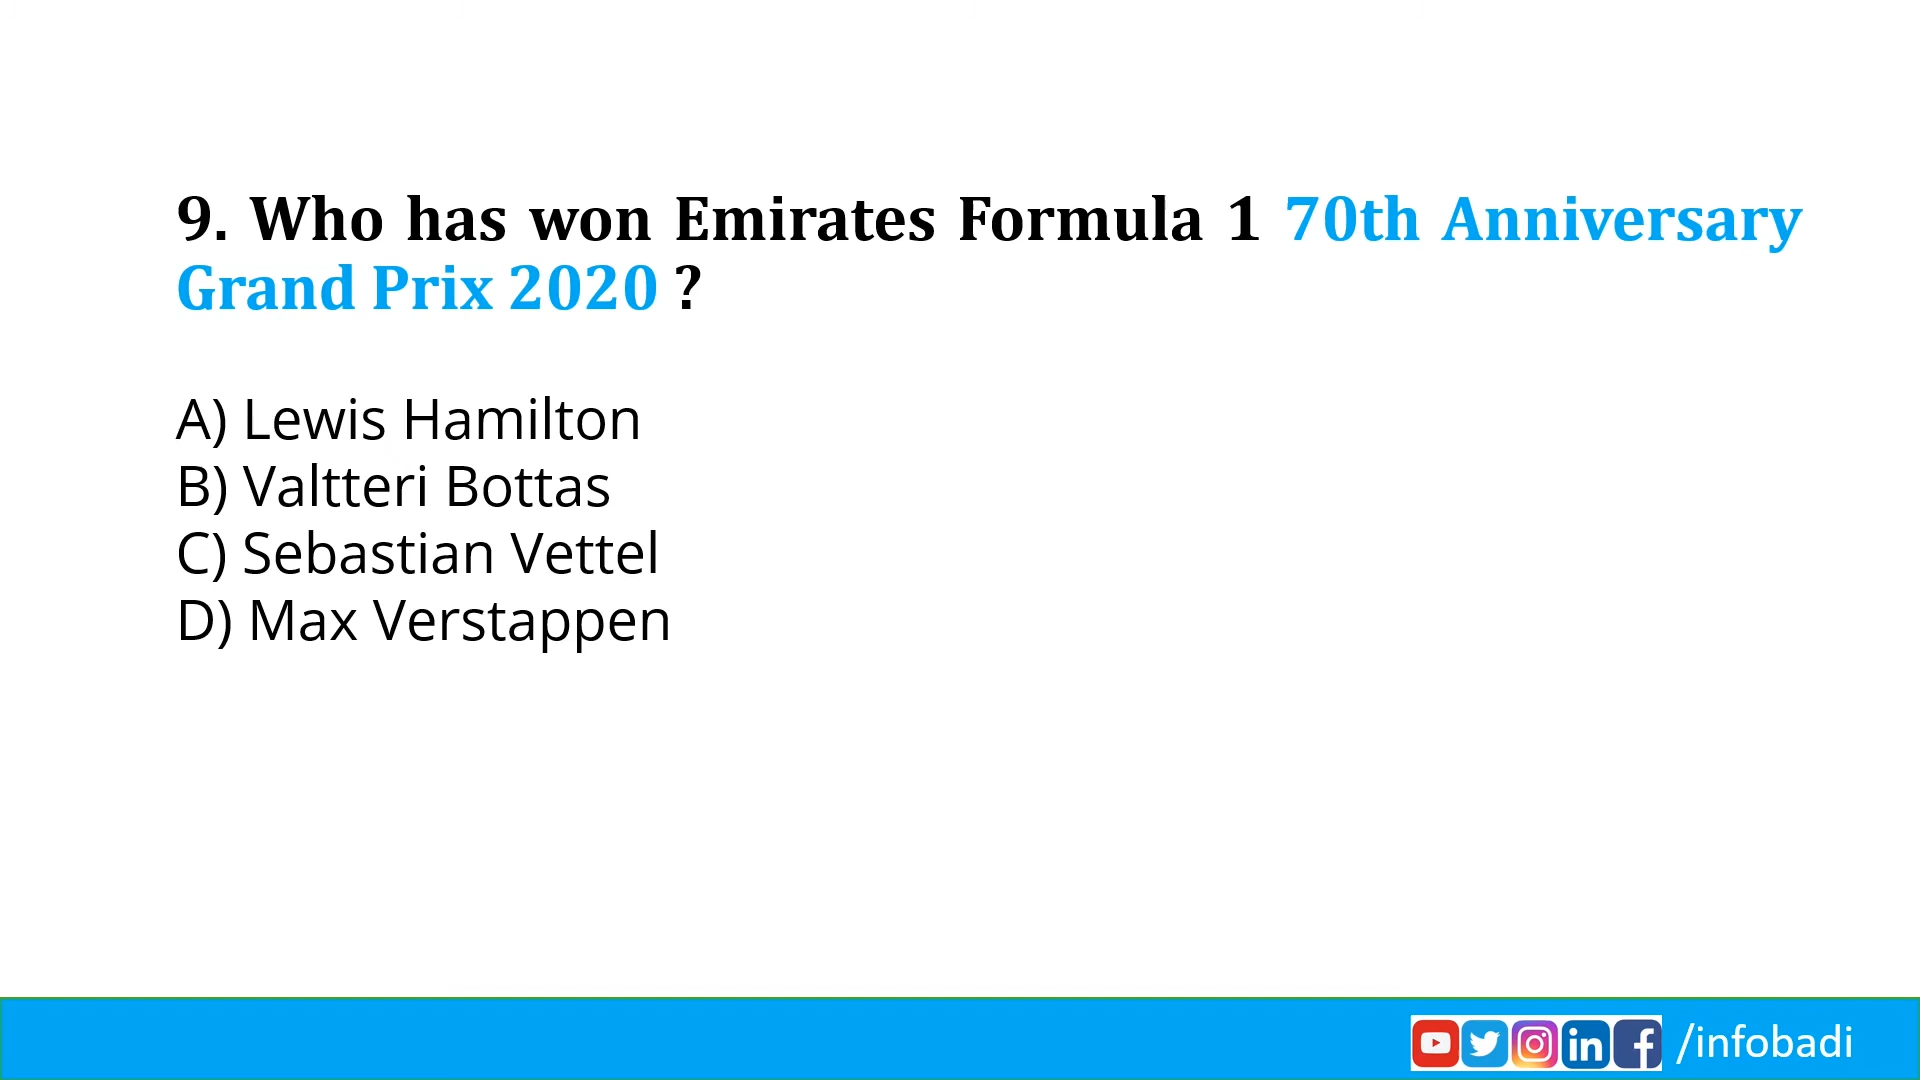 9. Who has won Emirates Formula 1 70th Anniversary
Grand Prix 2020 ?
A) Lewis Hamilton
B) Valtteri Bottas
C) Sebastian Vettel
D) Max Verstappen
/infobadi